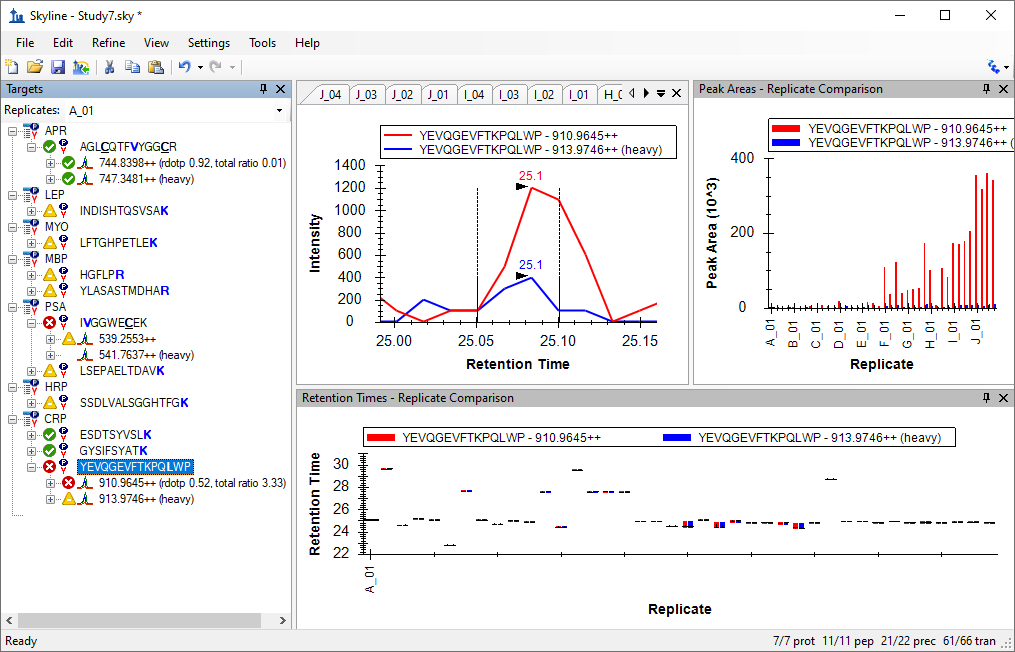 Skyline - Study7.sky *
File Edit Refine View Settings Tools Help
Targets
Replicates: A_01
APR
AGLCQTFVYGGCR
744.8398++ (rdotp 0.92, total ratio 0.01)
747.3481++ (heavy)
LEP
INDISHTQSVSAK
MYO
LFTGHPETLEK
MBP
HGFLPR
YLASASTMDHAR
PSA
IVGGWECEK
539.2553++
541.7637++ (heavy)
LSEPAELTDAVK
HRP
SSDLVALSGGHTFGK
CRP
ESDTSYVSLK
GYSIFSYATK
YEVQGEVFTKPQLWP
910.9645++ (rdotp 0.52, total ratio 3.33)
913.9746++ (heavy)
J_04 J_03 J_02 J_01 I_04 I_03 I_02 I_01 H_0
YEVQGEVFTKPQLWP - 910.9645++
YEVQGEVFTKPQLWP - 913.9746++ (heavy)
Intensity
1400
1200
1000
800
600
400
200
0
25.1
25.1
25.00 25.05 25.10 25.15
Retention Time
Peak Areas - Replicate Comparison
YEVQGEVFTKPQLWP - 910.9645++
YEVQGEVFTKPQLWP - 913.9746++ (
Peak Area (10^3)
400
200
0
A_01 B_01 C_01 D_01 E_01 F_01 G_01 H_01 I_01 J_01
Replicate
Retention Times - Replicate Comparison
YEVQGEVFTKPQLWP - 910.9645++ YEVQGEVFTKPQLWP - 913.9746++ (heavy)
Retention Time
30
28
26
24
22
A_01
Replicate
Ready
7/7 prot 11/11 pep 21/22 prec 61/66 tran